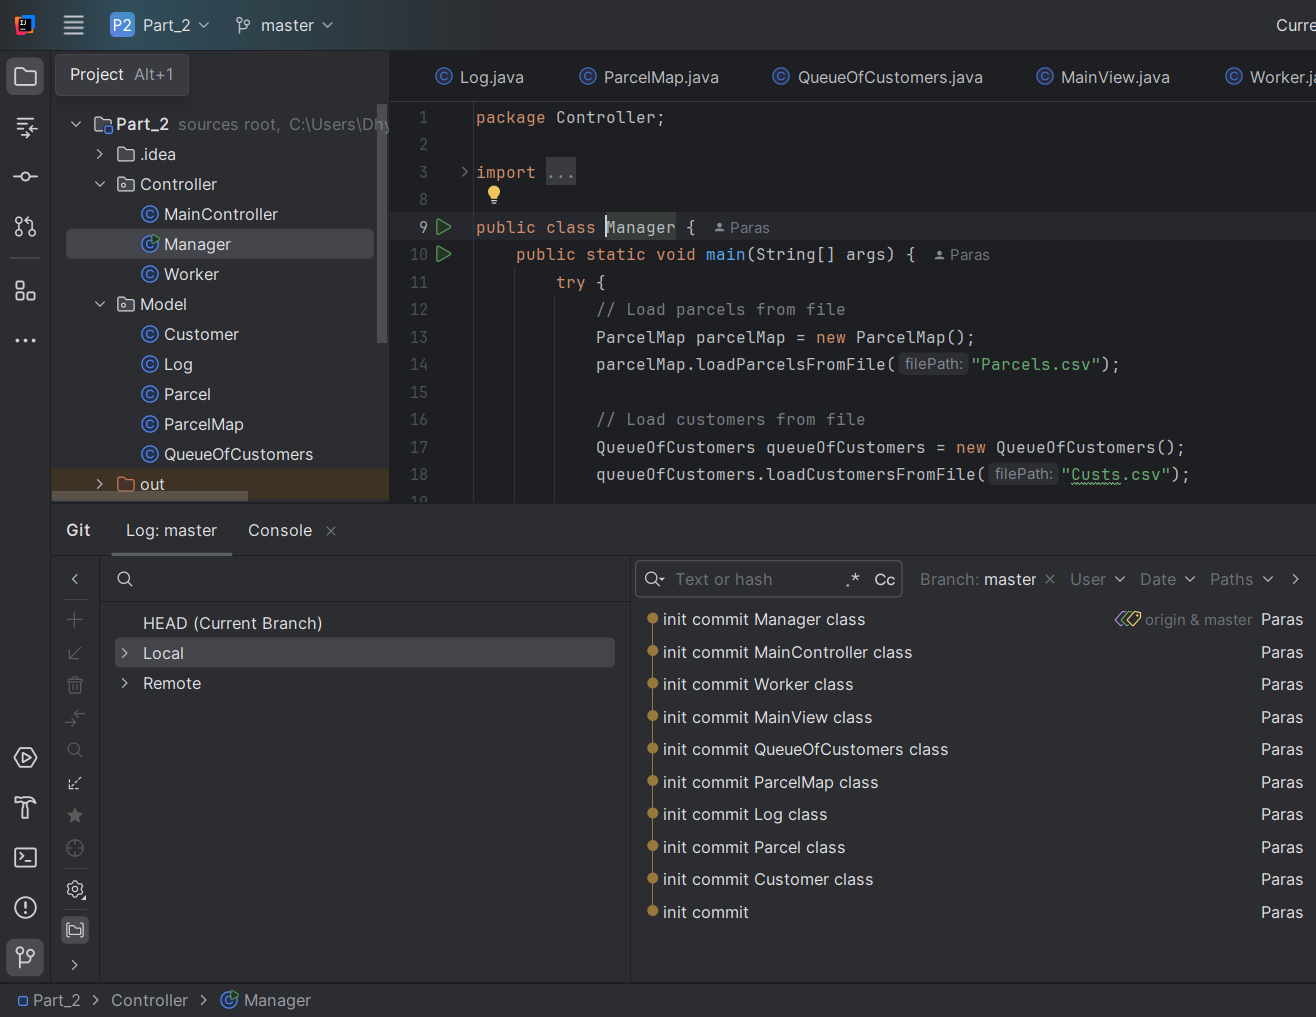 P2 Part_2 master Curre
Project Alt+1
Log.java ParcelMap.java QueueOfCustomers.java MainView.java Worker.ja
Part_2 sources root, C:\Users\Dhy
.idea
Controller
MainController
Manager
Worker
Model
Customer
Log
Parcel
ParcelMap
QueueOfCustomers
out
1 package Controller;
2
3 import ...
8
9 public class Manager { Paras
10 public static void main(String[] args) { Paras
11 try {
12 // Load parcels from file
13 ParcelMap parcelMap = new ParcelMap();
14 parcelMap.loadParcelsFromFile( filePath: "Parcels.csv");
15
16 // Load customers from file
17 QueueOfCustomers queueOfCustomers = new QueueOfCustomers();
18 queueOfCustomers.loadCustomersFromFile( filePath: "Custs.csv");
19
Git Log: master Console
HEAD (Current Branch)
Local
Remote
Text or hash .* Cc Branch: master User Date Paths
init commit Manager class origin & master Paras
init commit MainController class Paras
init commit Worker class Paras
init commit MainView class Paras
init commit QueueOfCustomers class Paras
init commit ParcelMap class Paras
init commit Log class Paras
init commit Parcel class Paras
init commit Customer class Paras
init commit Paras
Part_2 Controller Manager